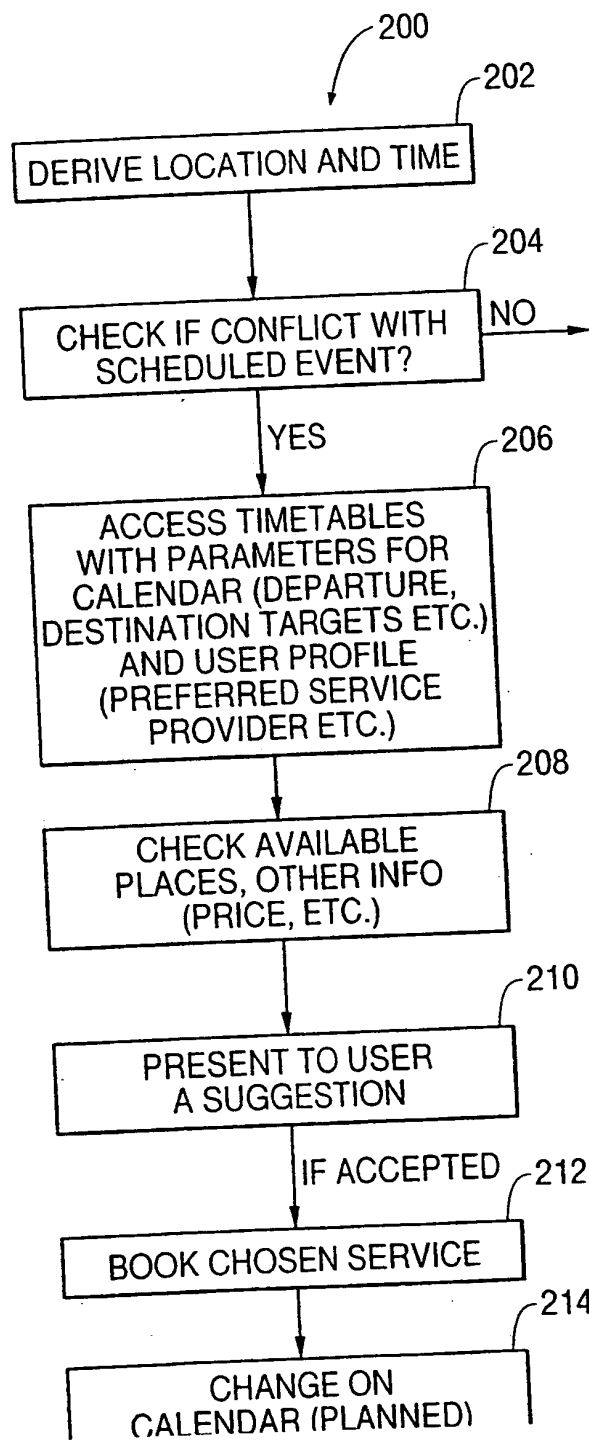 200
202
DERIVE LOCATION AND TIME
204
CHECK IF CONFLICT WITH
SCHEDULED EVENT?
NO
YES
206
ACCESS TIMETABLES
WITH PARAMETERS FOR
CALENDAR (DEPARTURE,
DESTINATION TARGETS ETC.)
AND USER PROFILE
(PREFERRED SERVICE
PROVIDER ETC.)
208
CHECK AVAILABLE
PLACES, OTHER INFO
(PRICE, ETC.)
210
PRESENT TO USER
A SUGGESTION
IF ACCEPTED
212
BOOK CHOSEN SERVICE
214
CHANGE ON
CALENDAR (PLANNED)